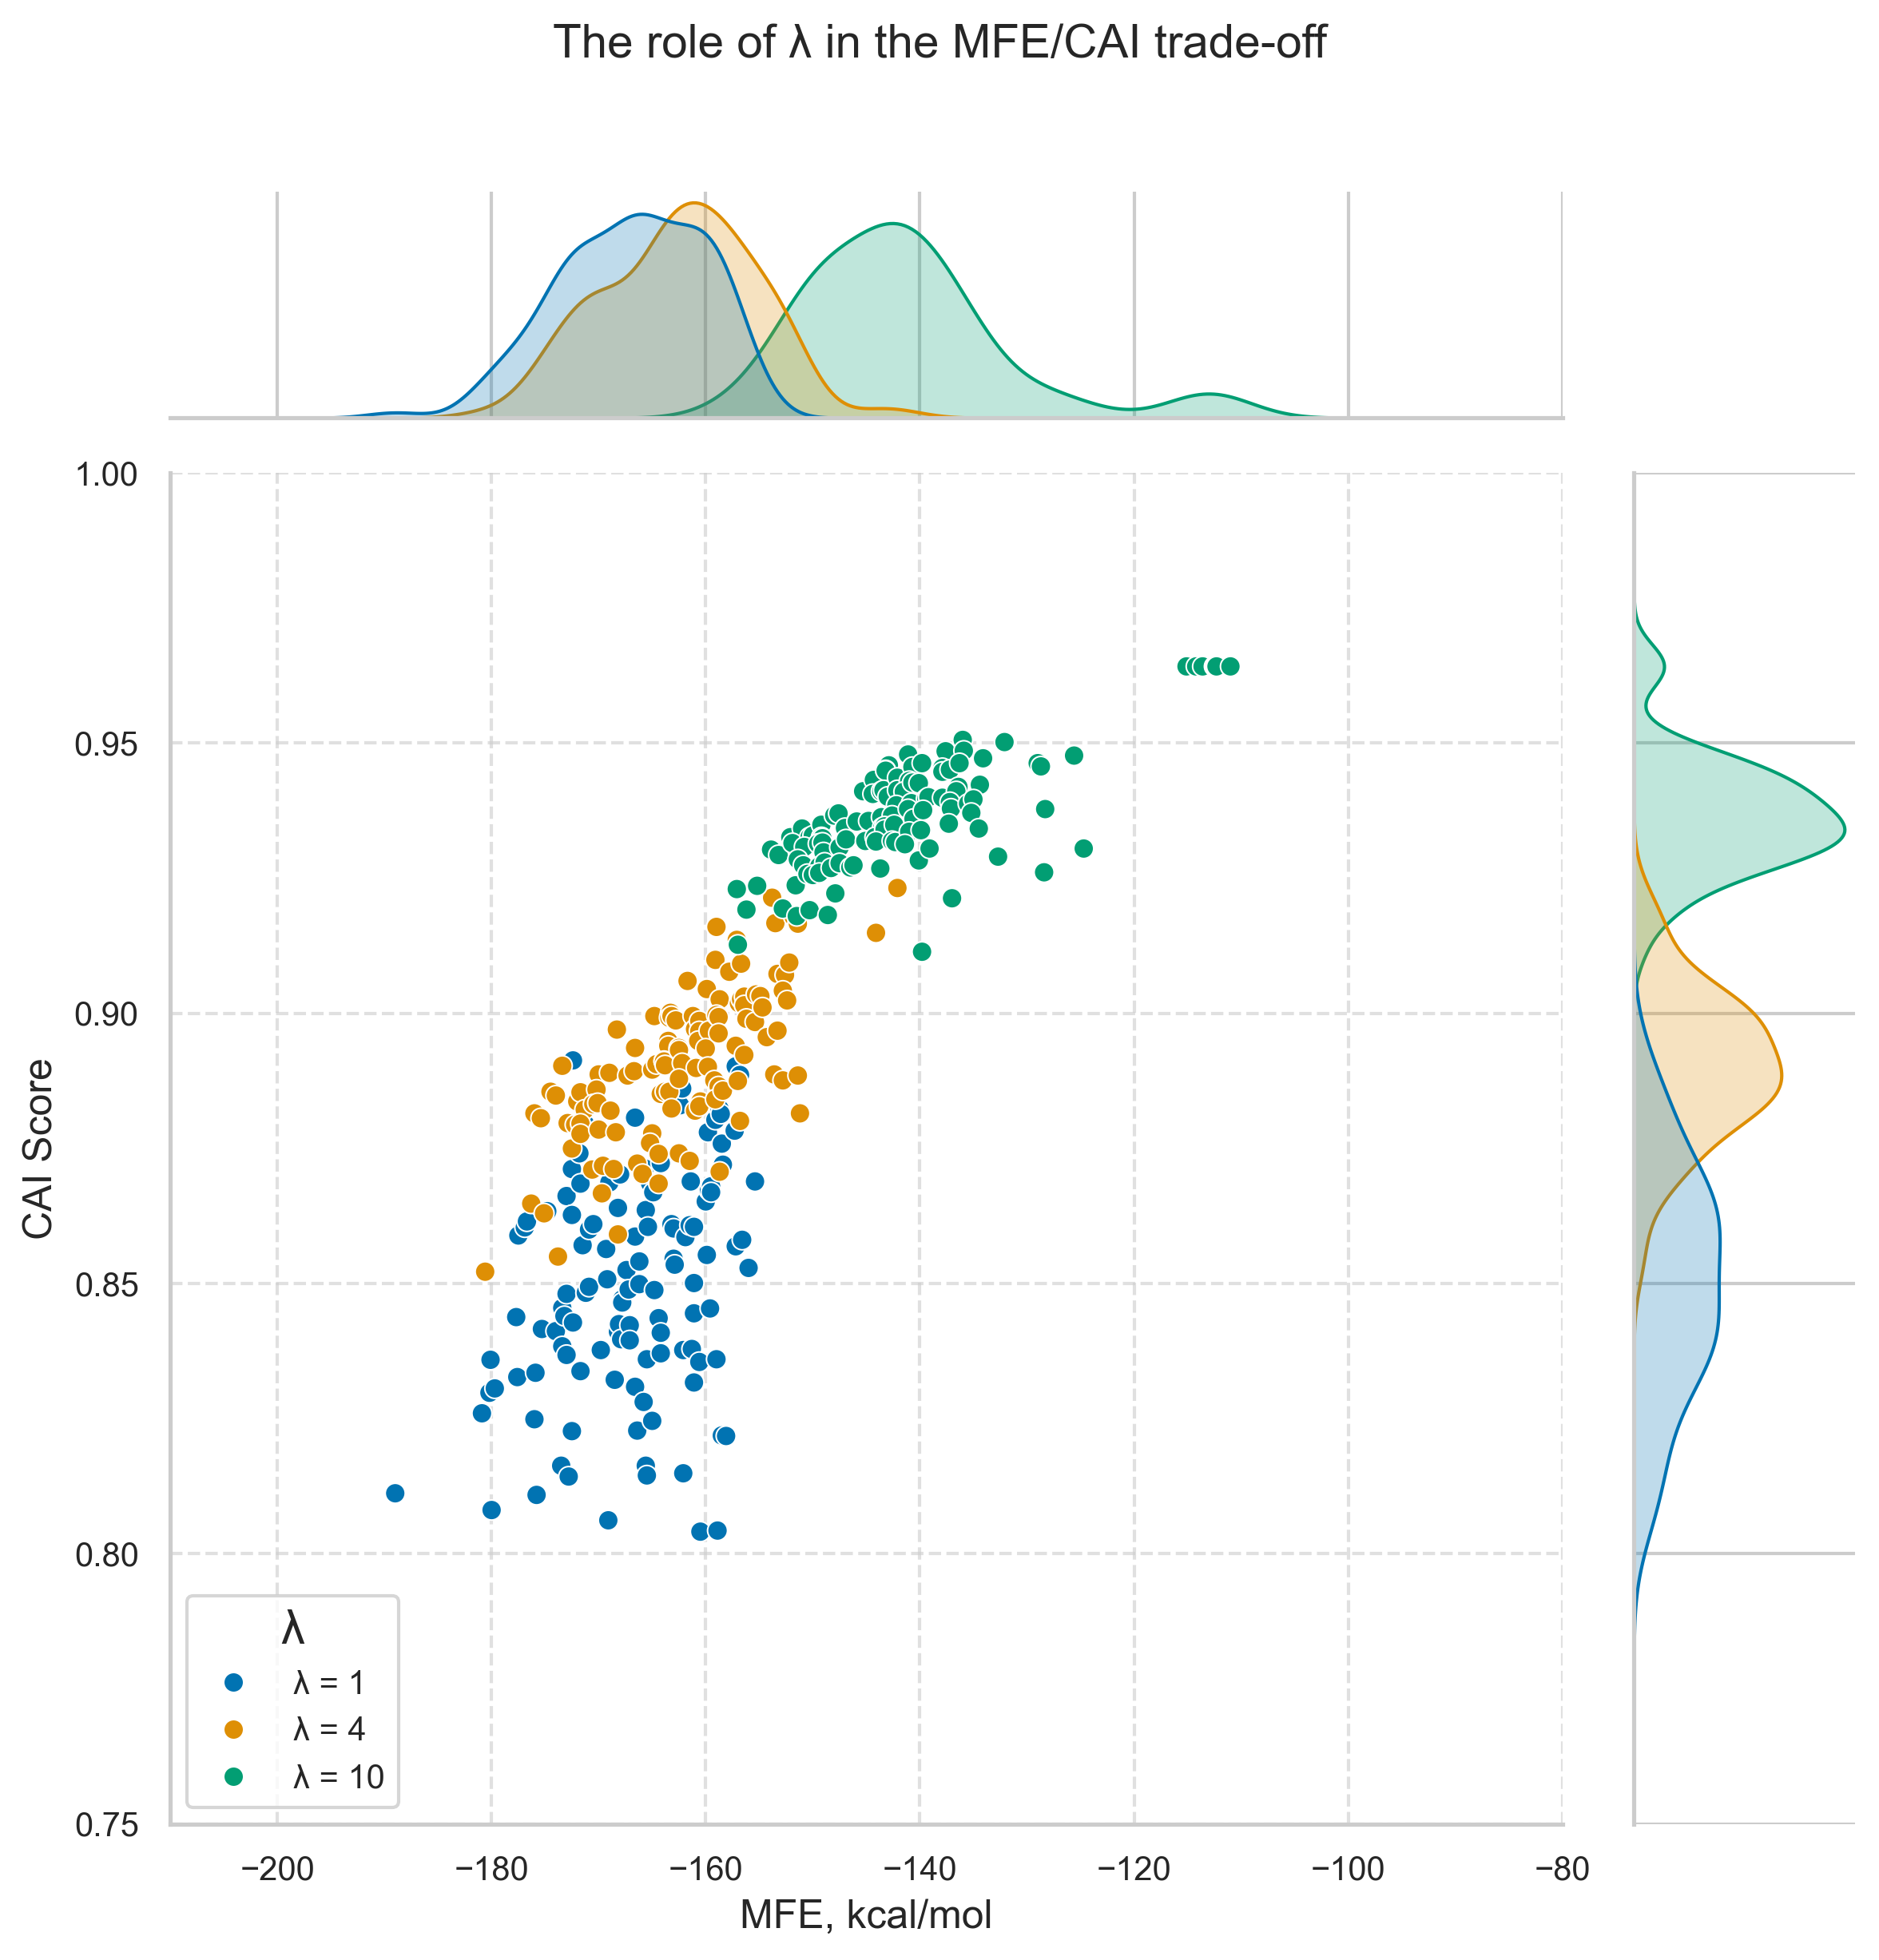 The role of λ in the MFE/CAI trade-off
1.00
0.95
0.90
0.85
0.80
0.75
CAI Score
λ
λ = 1
λ = 4
λ = 10
−200 −180 −160 −140 −120 −100 −80
MFE, kcal/mol